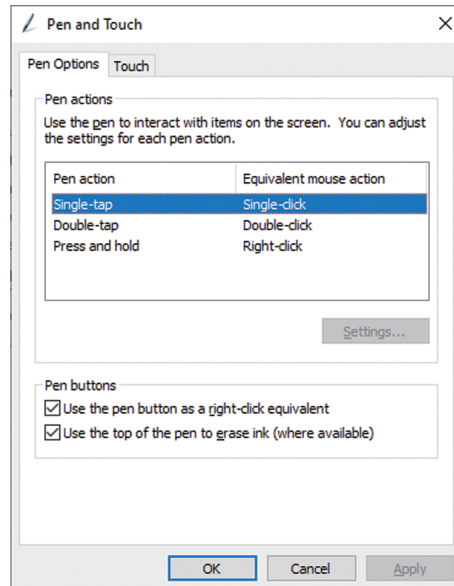 Pen and Touch
Pen Options Touch
Pen actions
Use the pen to interact with items on the screen. You can adjust
the settings for each pen action.
Pen action Equivalent mouse action
Single-tap Single-click
Double-tap Double-click
Press and hold Right-click
Settings...
Pen buttons
Use the pen button as a right-click equivalent
Use the top of the pen to erase ink (where available)
OK Cancel Apply